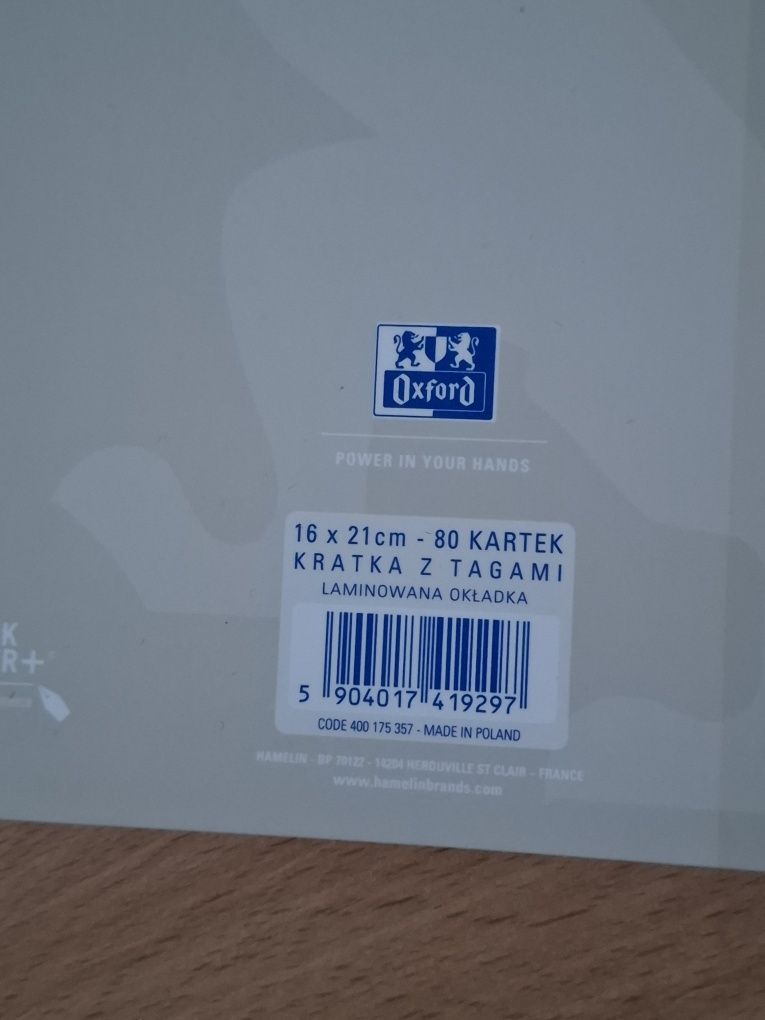 Oxford
POWER IN YOUR HANDS
16 x 21cm - 80 KARTEK
KRATKA Z TAGAMI
LAMINOWANA OKŁADKA
5 904017 419297
CODE 400 175 357 - MADE IN POLAND
HAMELIN - BP 70122 - 14204 HEROUVILLE ST CLAIR - FRANCE
www.hamelinbrands.com
K
R+